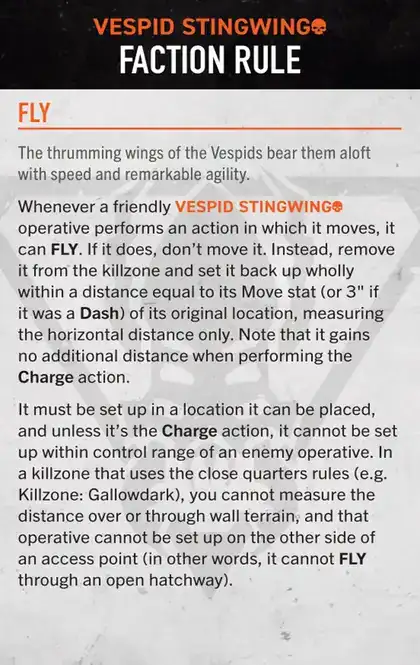 VESPID STINGWING
FACTION RULE
FLY
The thrumming wings of the Vespids bear them aloft
with speed and remarkable agility.
Whenever a friendly VESPID STINGWING
operative performs an action in which it moves, it
can FLY. If it does, don’t move it. Instead, remove
it from the killzone and set it back up wholly
within a distance equal to its Move stat (or 3" if
it was a Dash) of its original location, measuring
the horizontal distance only. Note that it gains
no additional distance when performing the
Charge action.
It must be set up in a location it can be placed,
and unless it’s the Charge action, it cannot be set
up within control range of an enemy operative. In
a killzone that uses the close quarters rules (e.g.
Killzone: Gallowdark), you cannot measure the
distance over or through wall terrain, and that
operative cannot be set up on the other side of
an access point (in other words, it cannot FLY
through an open hatchway).